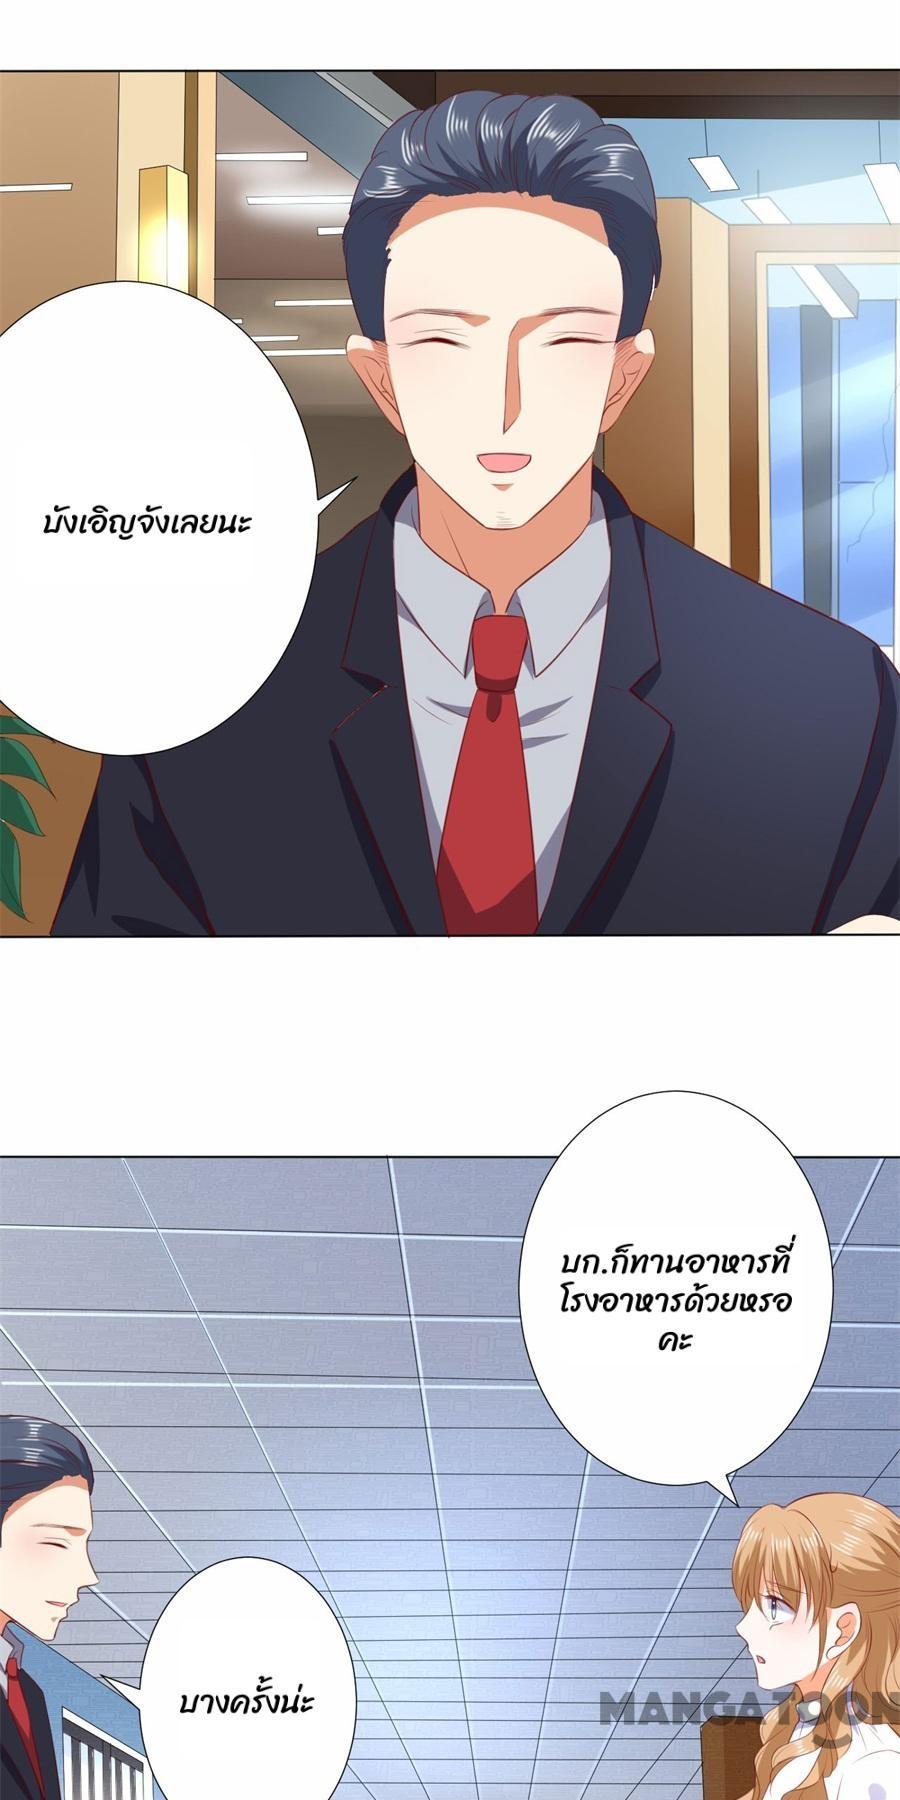 บังเอิญจังเลยนะ
บก.ก็ทานอาหารที่
โรงอาหารด้วยหรอ
คะ
บางครั้งน่ะ
MANGATOON